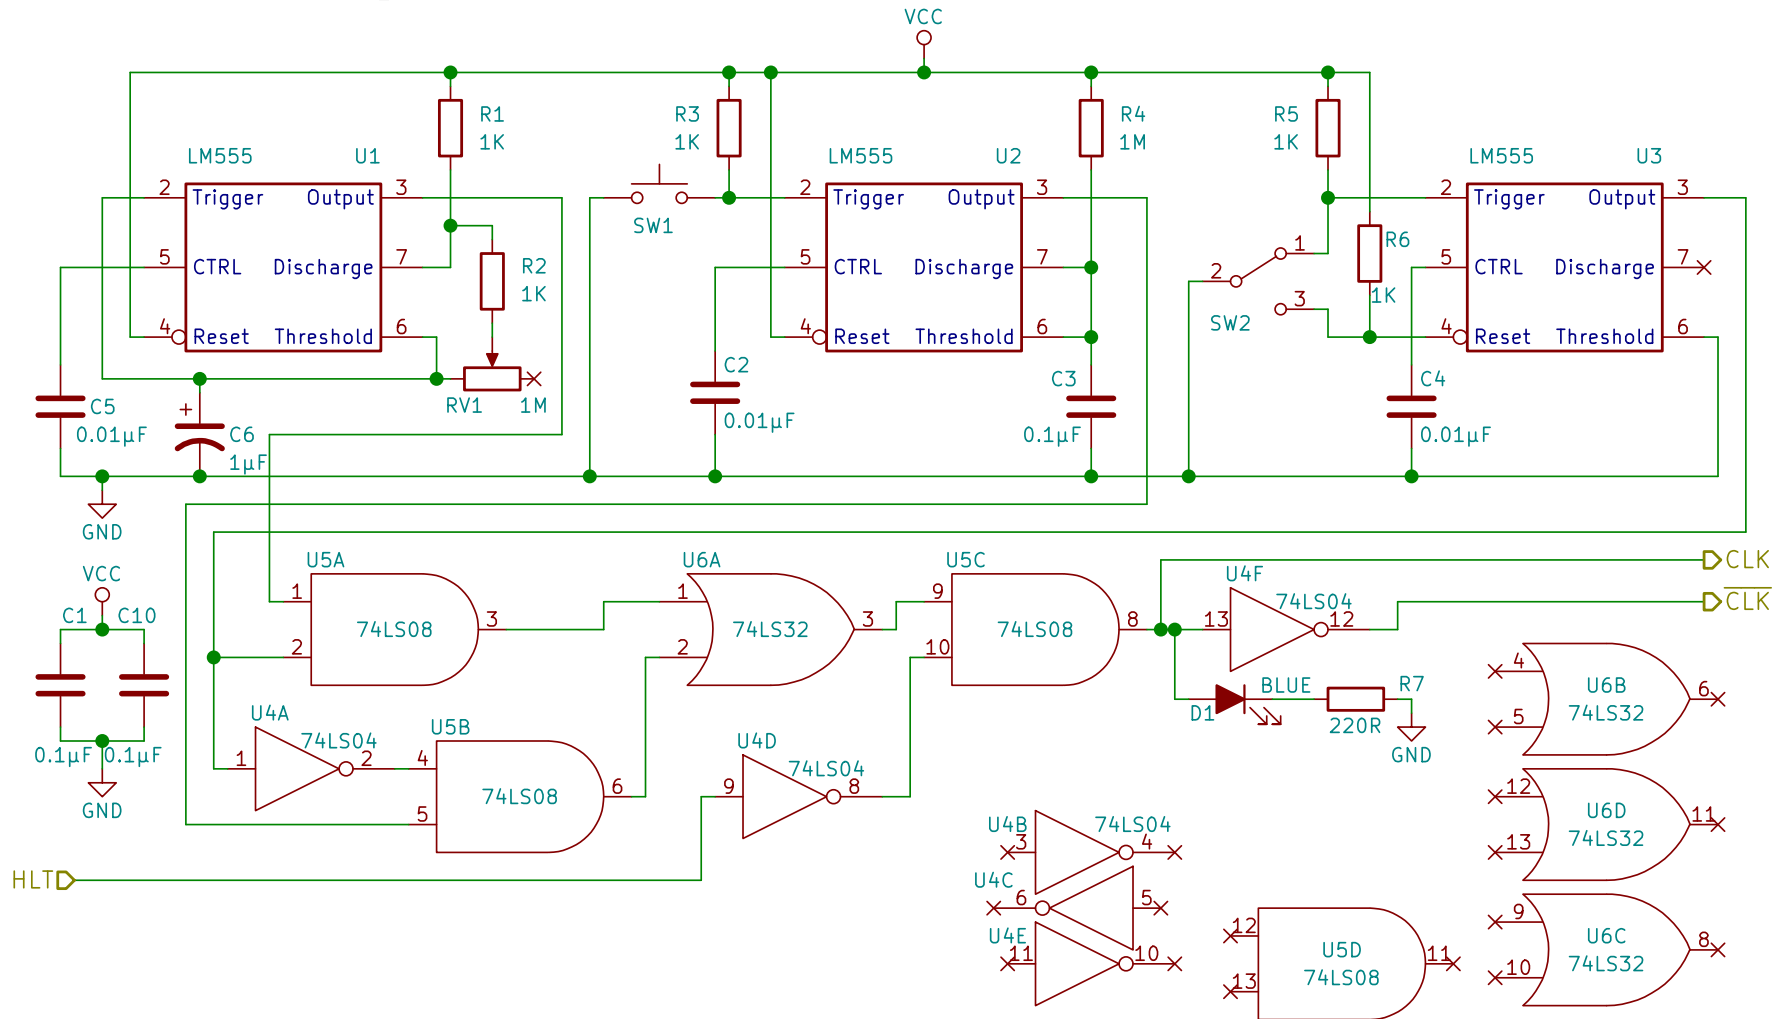 VCC
R1
1K
R3
1K
R4
1M
R5
1K
LM555 U1
2 Trigger Output 3
5 CTRL Discharge 7
4 Reset Threshold 6
R2
1K
RV1 1M
SW1
LM555 U2
2 Trigger Output 3
5 CTRL Discharge 7
4 Reset Threshold 6
LM555 U3
2 Trigger Output 3
5 CTRL Discharge 7
4 Reset Threshold 6
R6
1K
1
2
3
SW2
C5
0.01µF
+
C6
1µF
C2
0.01µF
C3
0.1µF
C4
0.01µF
GND
VCC
C1 C10
0.1µF 0.1µF
GND
U5A
1
2
3
74LS08
U6A
1
2
3
74LS32
U5C
9
10
8
74LS08
U4F
74LS04
13 12
CLK
CLK
U4A
74LS04
1 2
U5B
4
5
6
74LS08
U4D
74LS04
9 8
D1
BLUE
R7
220R
GND
HLT
U4B
74LS04
3 4
U4C
6 5
U4E
11 10
12
13
U5D
74LS08
11
4
5
U6B
74LS32
6
12
13
U6D
74LS32
11
9
10
U6C
74LS32
8